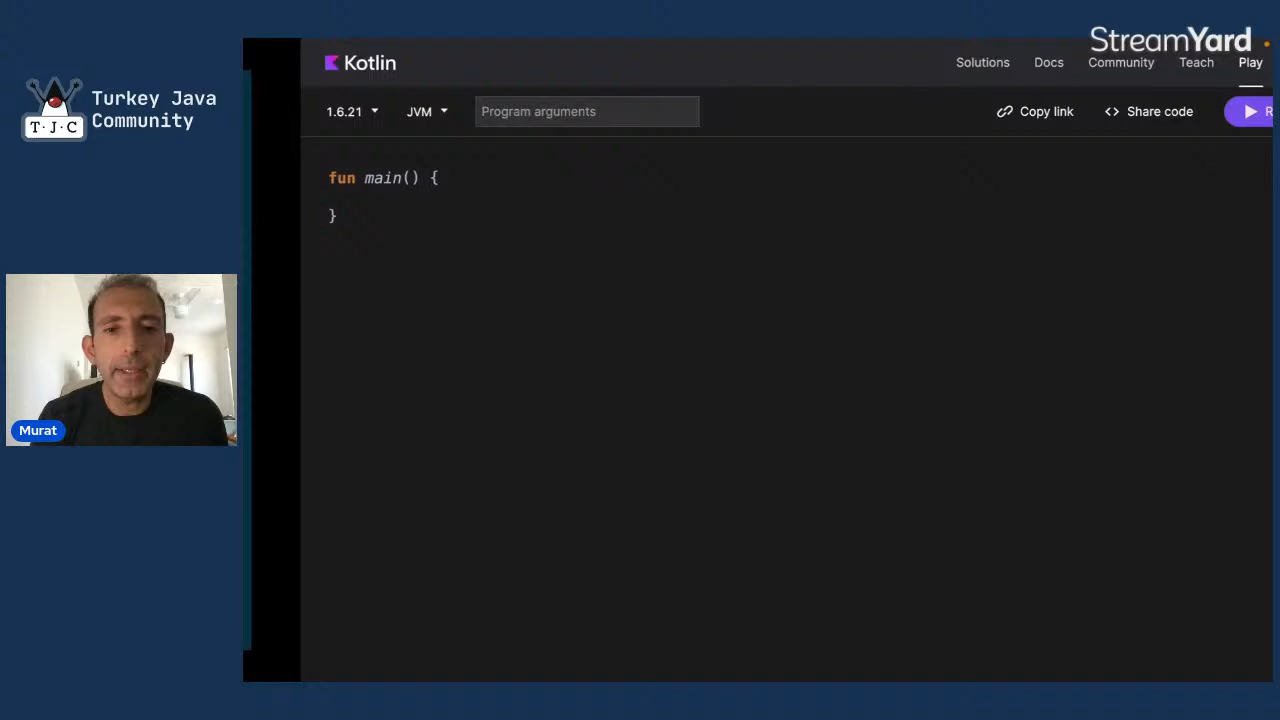 StreamYard
Kotlin
Solutions Docs Community Teach Play
Turkey Java
Community
T·J·C
1.6.21 JVM Program arguments Copy link <> Share code R
fun main() {
}
Murat